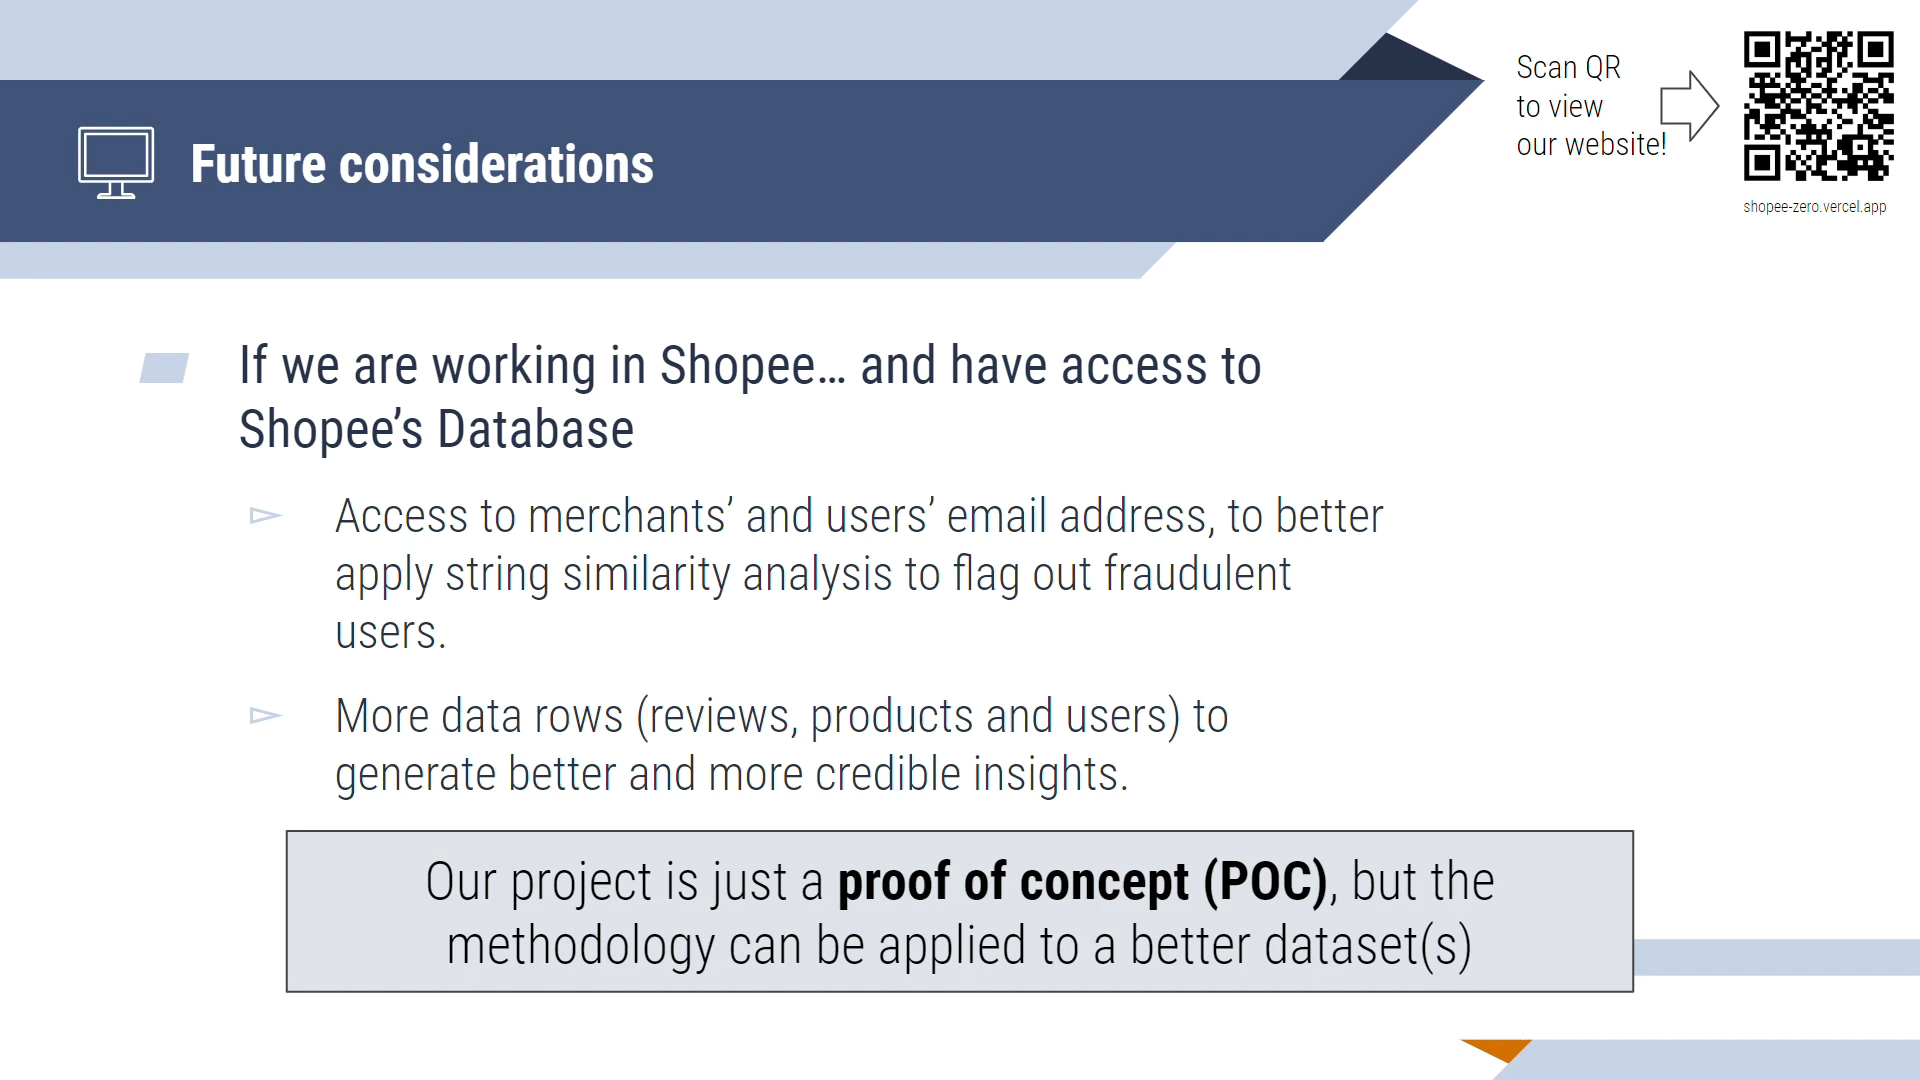 Future considerations
Scan QR
to view
our website!
shopee-zero.vercel.app
If we are working in Shopee... and have access to
Shopee’s Database
Access to merchants’ and users’ email address, to better
apply string similarity analysis to flag out fraudulent
users.
More data rows (reviews, products and users) to
generate better and more credible insights.
Our project is just a proof of concept (POC), but the
methodology can be applied to a better dataset(s)